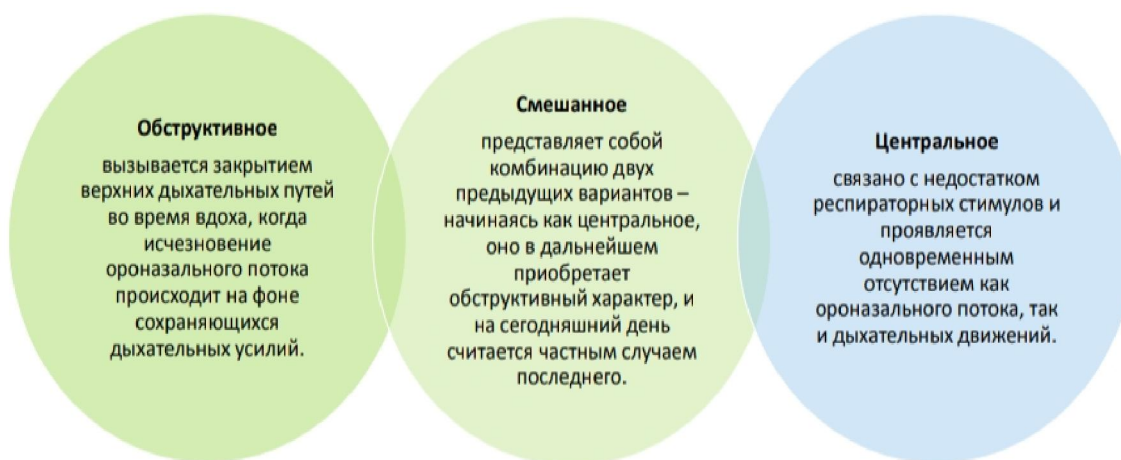 Обструктивное
вызывается закрытием
верхних дыхательных путей
во время вдоха, когда
исчезновение
ороназального потока
происходит на фоне
сохраняющихся
дыхательных усилий.
Смешанное
представляет собой
комбинацию двух
предыдущих вариантов –
начинаясь как центральное,
оно в дальнейшем
приобретает
обструктивный характер, и
на сегодняшний день
считается частным случаем
последнего.
Центральное
связано с недостатком
респираторных стимулов и
проявляется
одновременным
отсутствием как
ороназального потока, так
и дыхательных движений.